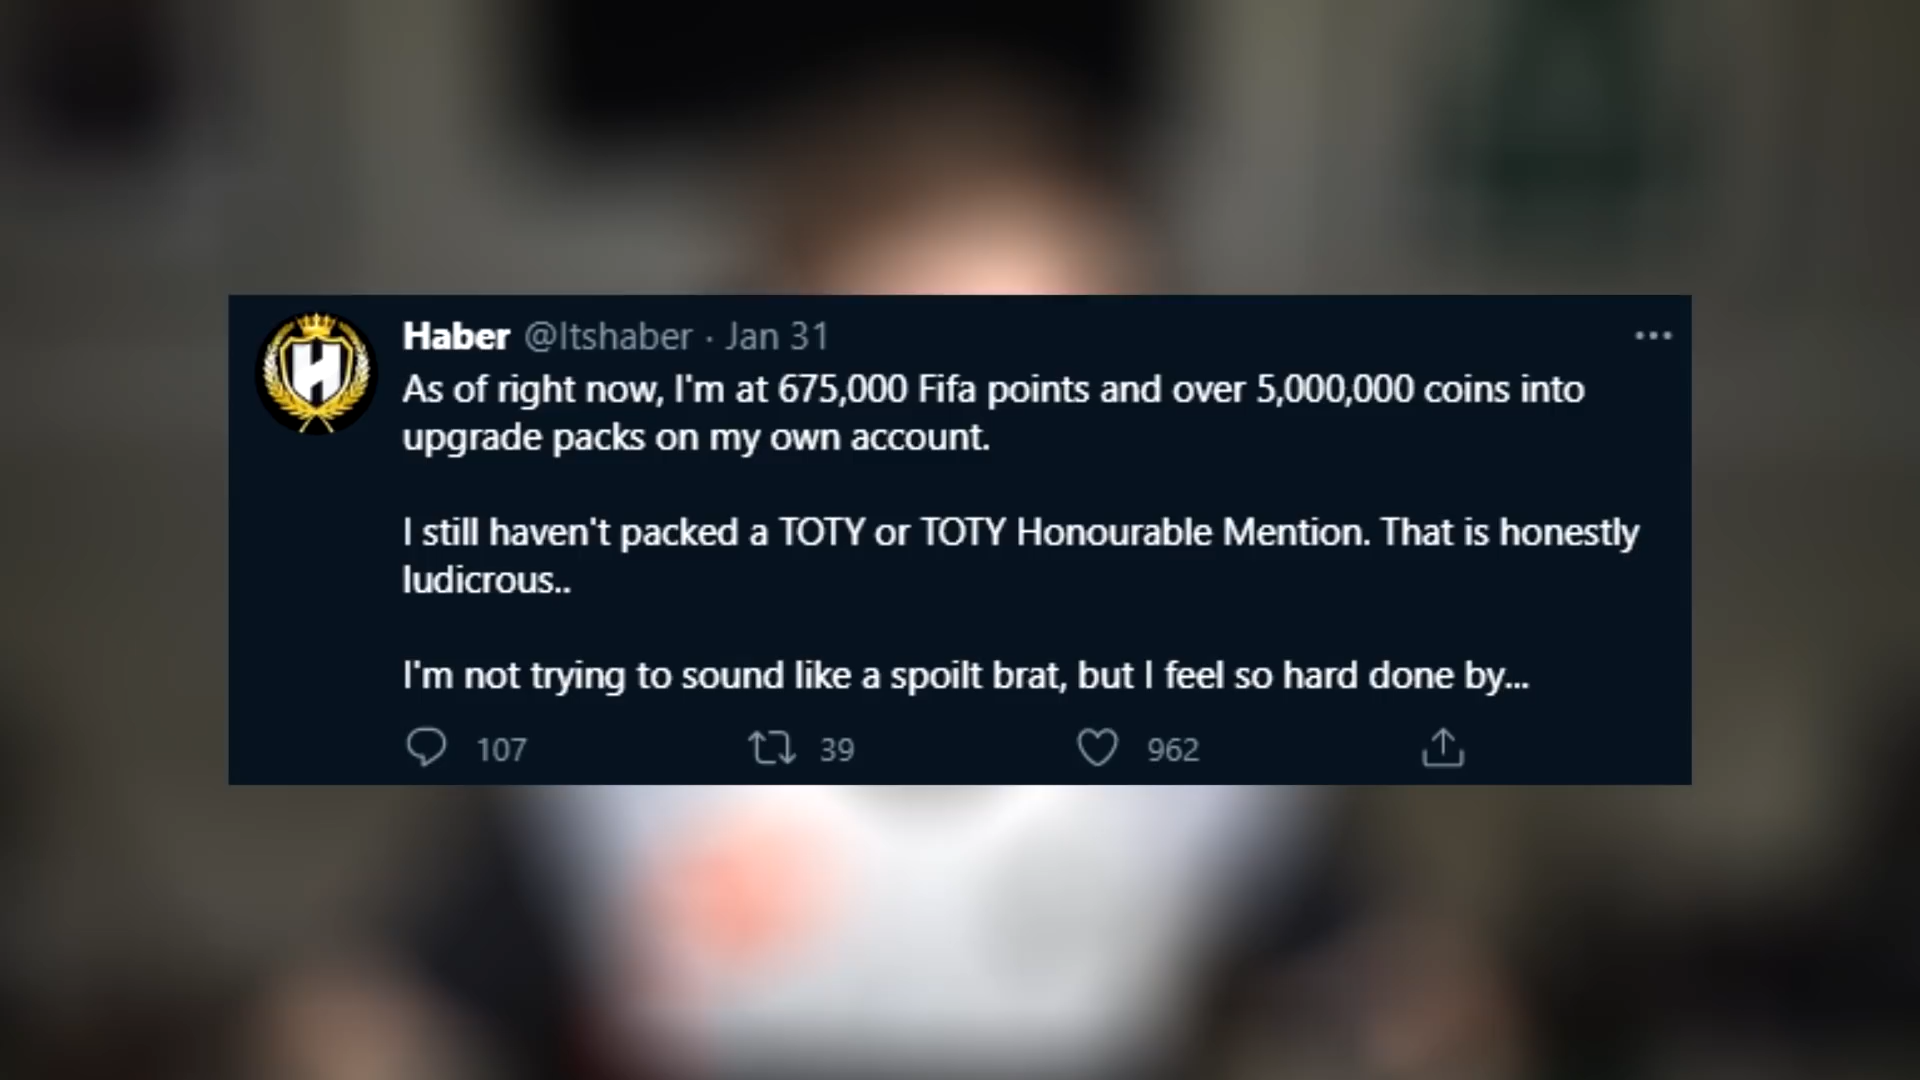 Haber @Itshaber · Jan 31
As of right now, I'm at 675,000 Fifa points and over 5,000,000 coins into
upgrade packs on my own account.
I still haven't packed a TOTY or TOTY Honourable Mention. That is honestly
ludicrous..
I'm not trying to sound like a spoilt brat, but I feel so hard done by...
107 39 962